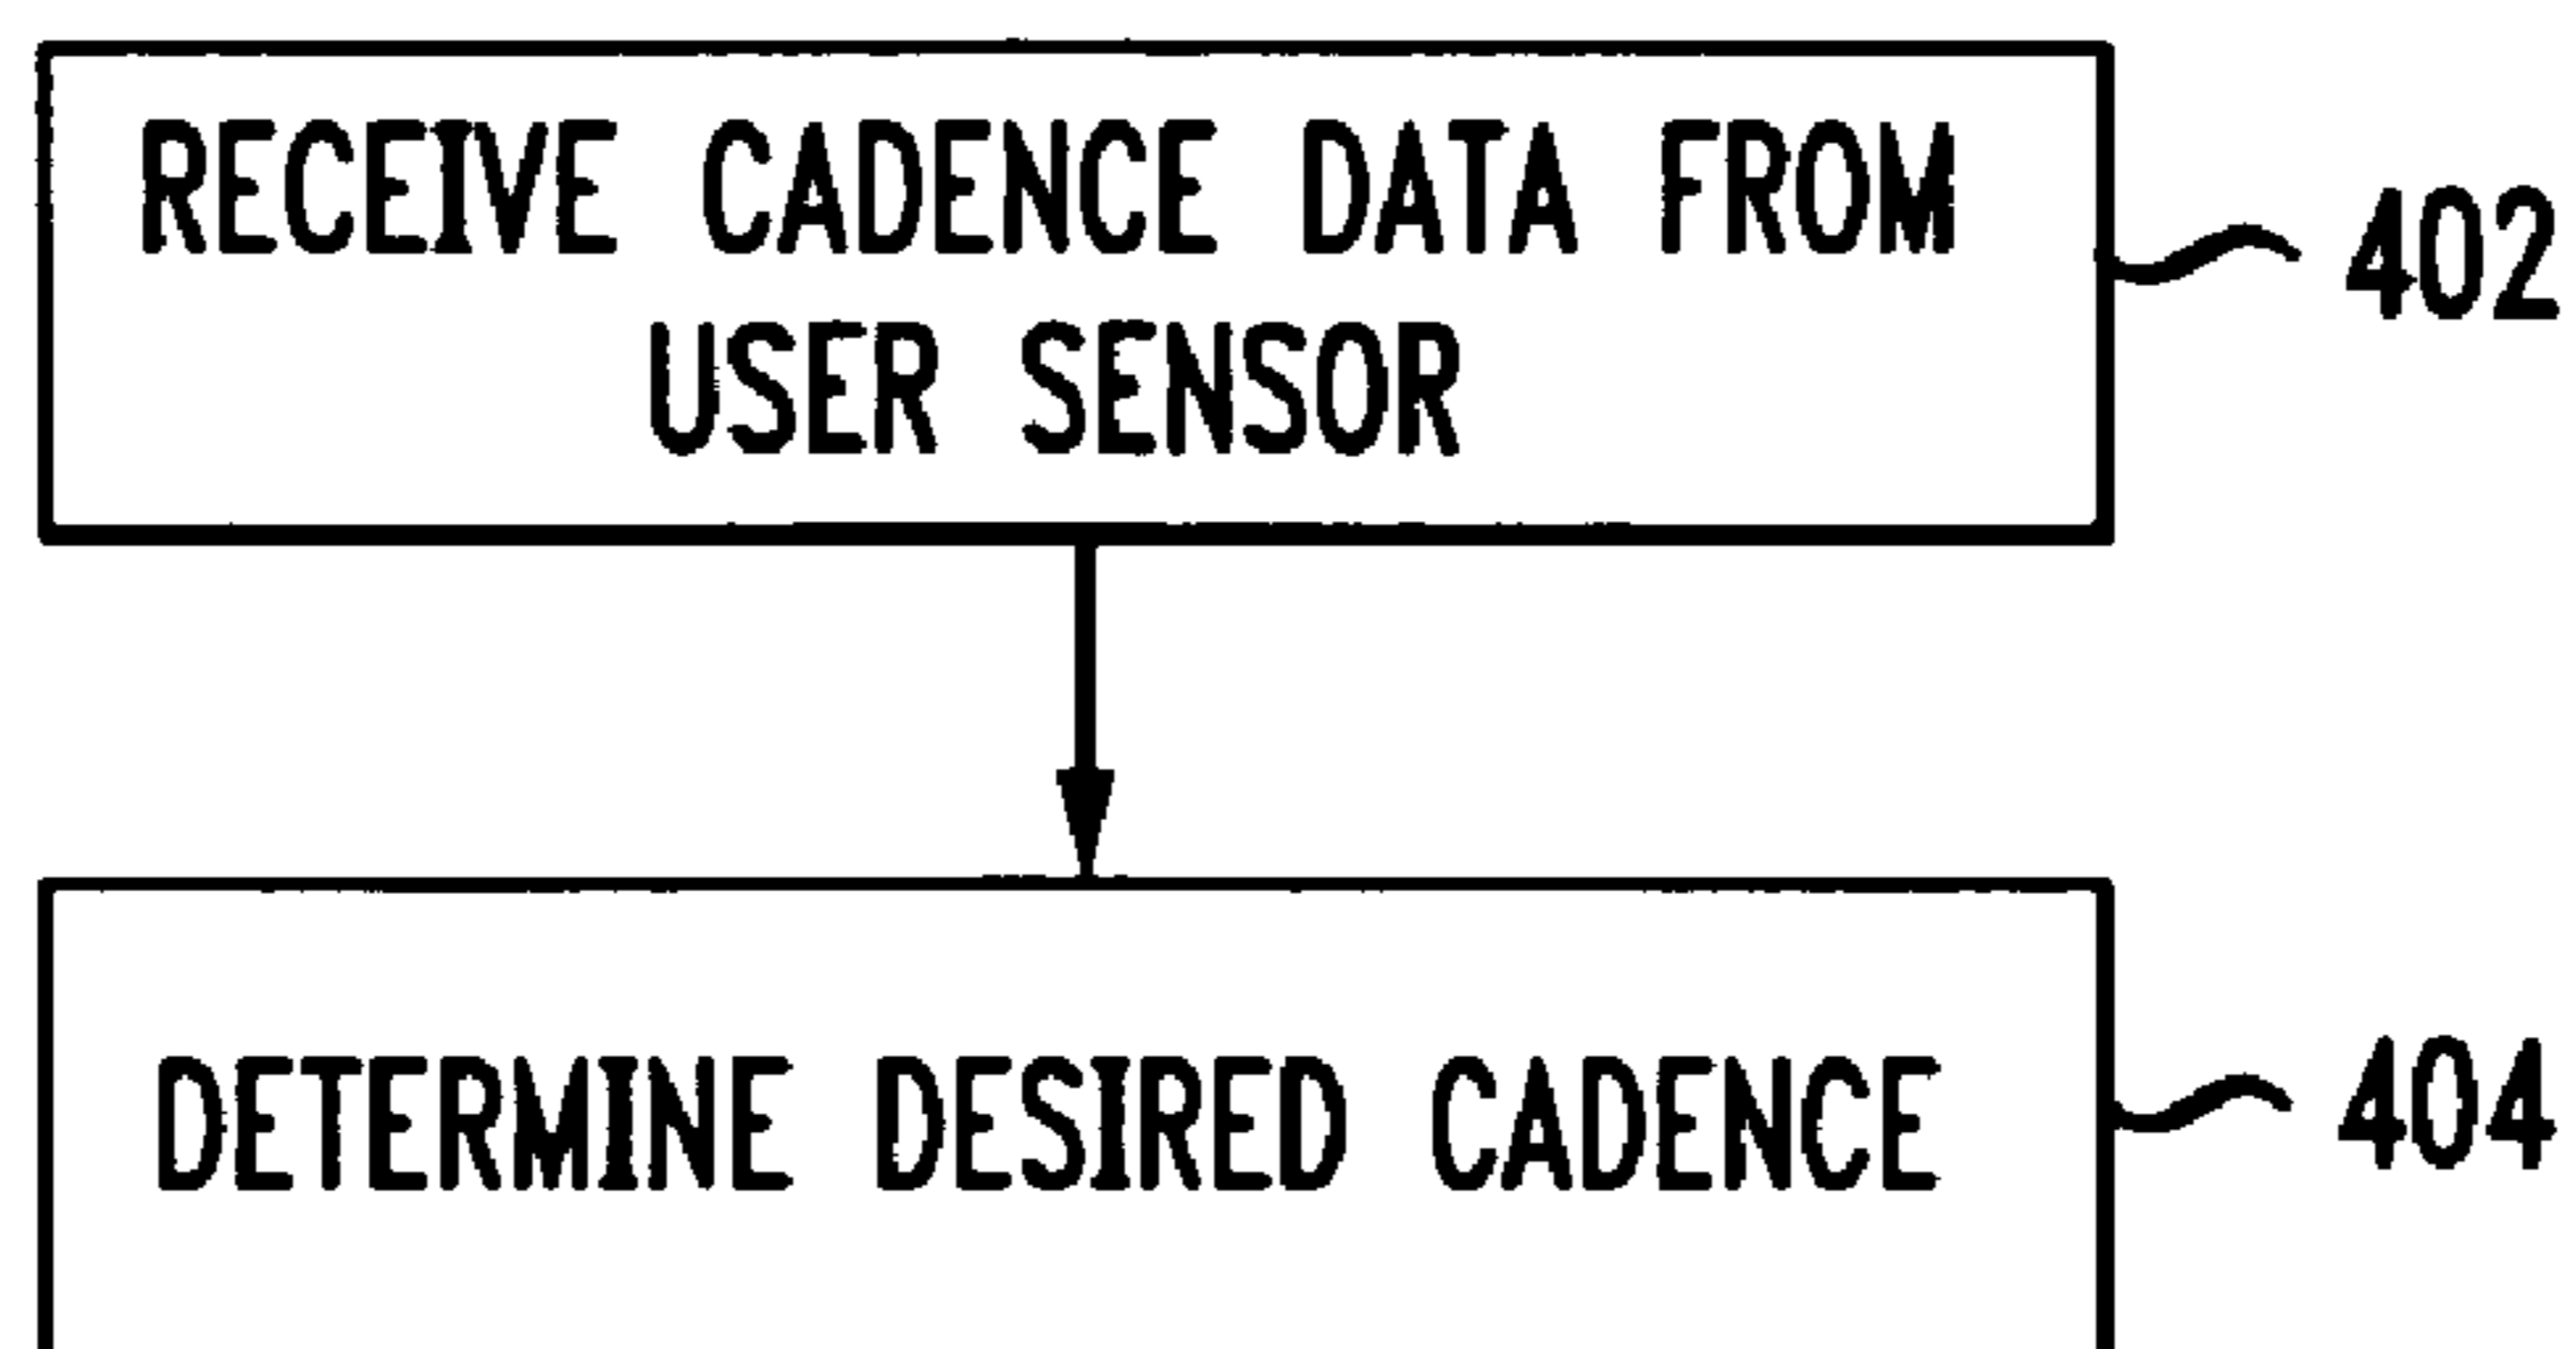 RECEIVE CADENCE DATA FROM
USER SENSOR
402
DETERMINE DESIRED CADENCE
404